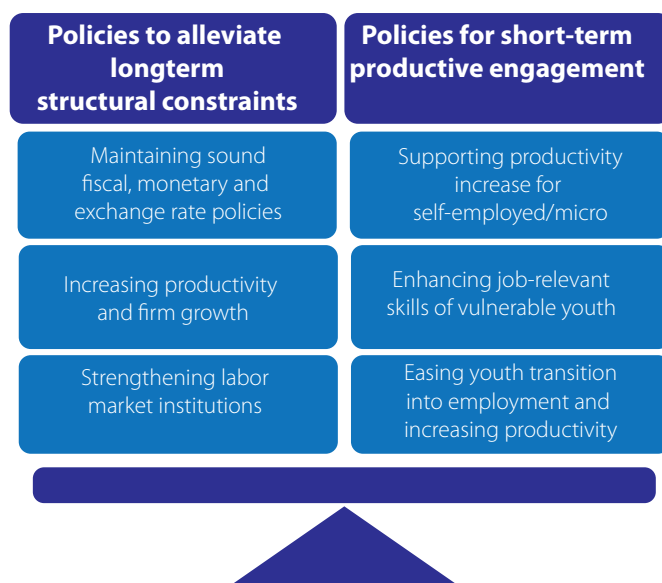 Policies to alleviate
longterm
structural constraints
Maintaining sound
fiscal, monetary and
exchange rate policies
Increasing productivity
and firm growth
Strengthening labor
market institutions
Policies for short-term
productive engagement
Supporting productivity
increase for
self-employed/micro
Enhancing job-relevant
skills of vulnerable youth
Easing youth transition
into employment and
increasing productivity